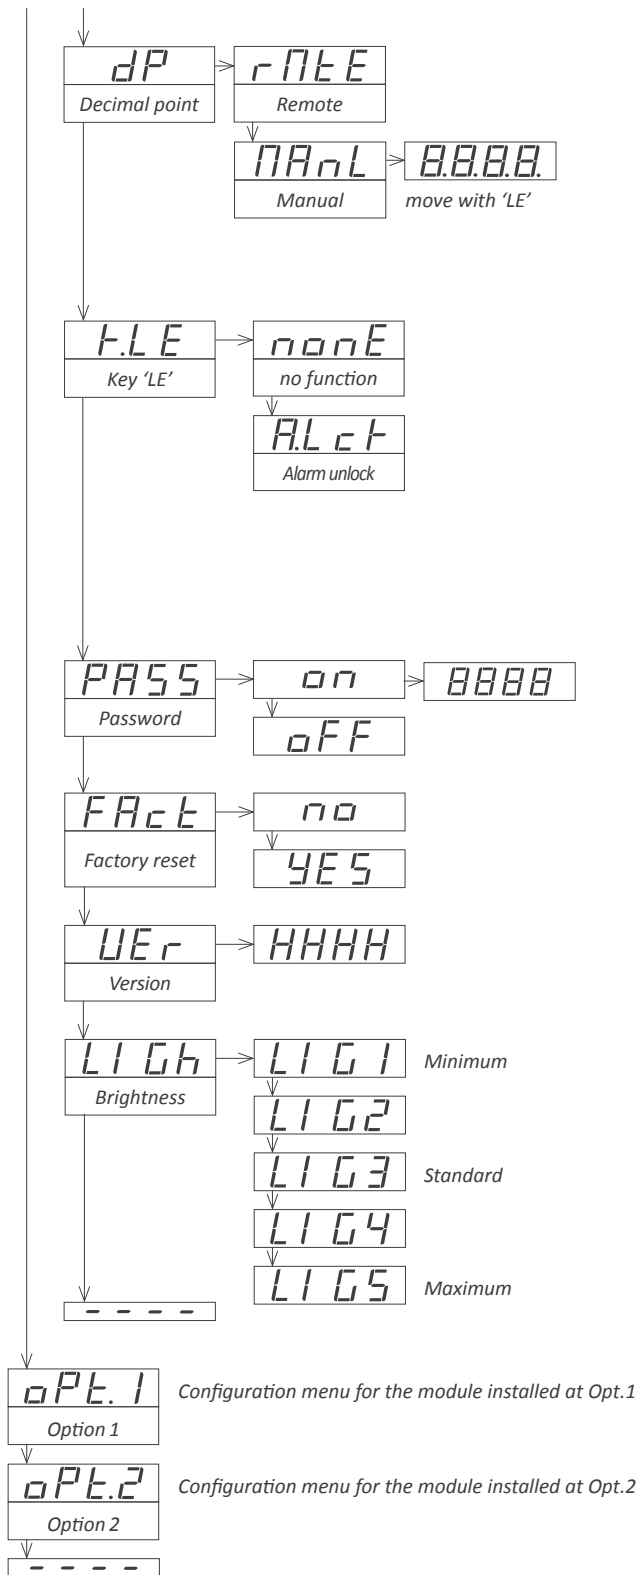 dP rMtE
Decimal point Remote
MAnL 8.8.8.8.
Manual move with ‘LE’
K.LE nonE
Key ‘LE’ no function
A.LcK
Alarm unlock
PASS on 8888
Password
oFF
FAct no
Factory reset
YES
VEr HHHH
Version
LIGh LIG1 Minimum
Brightness
LIG2
LIG3 Standard
LIG4
LIG5 Maximum
- - - -
oPt.1 Configuration menu for the module installed at Opt.1
Option 1
oPt.2 Configuration menu for the module installed at Opt.2
Option 2
- - - -